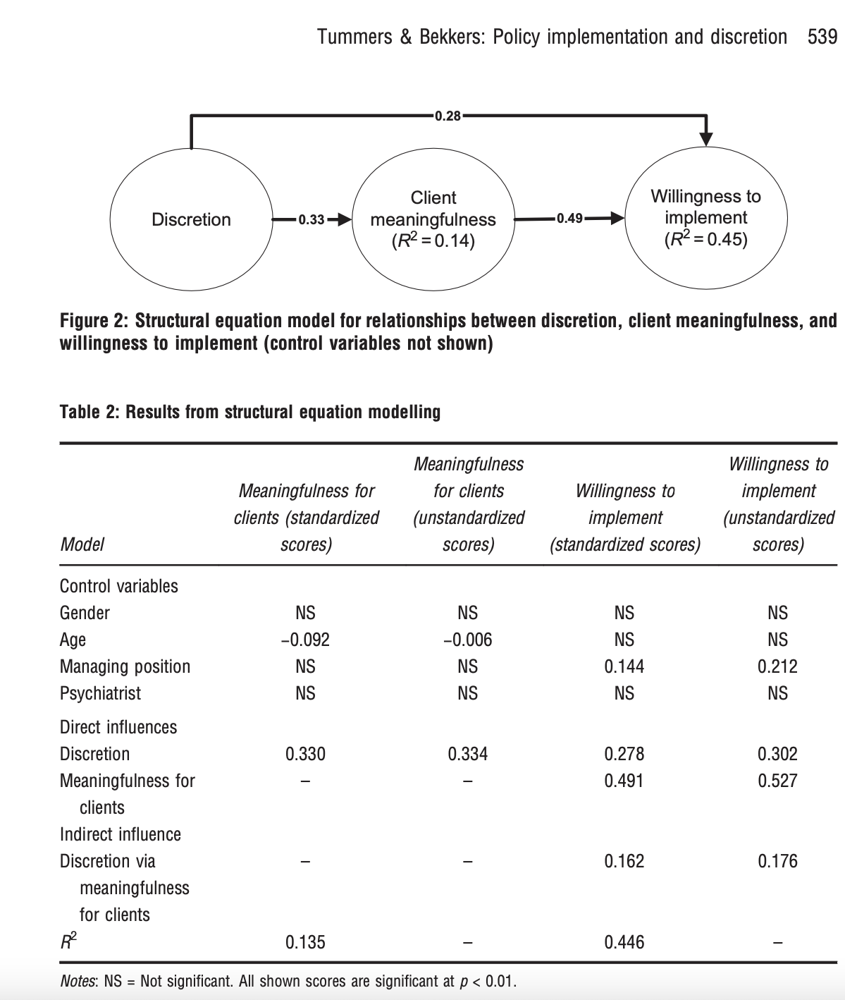 Tummers & Bekkers: Policy implementation and discretion 539
0.28
Discretion
0.33
Client
meaningfulness
(R² = 0.14)
0.49
Willingness to
implement
(R² = 0.45)
Figure 2: Structural equation model for relationships between discretion, client meaningfulness, and
willingness to implement (control variables not shown)
Table 2: Results from structural equation modelling
Model
Meaningfulness for
clients (standardized
scores)
Meaningfulness
for clients
(unstandardized
scores)
Willingness to
implement
(standardized scores)
Willingness to
implement
(unstandardized
scores)
Control variables
Gender NS NS NS NS
Age −0.092 −0.006 NS NS
Managing position NS NS 0.144 0.212
Psychiatrist NS NS NS NS
Direct influences
Discretion 0.330 0.334 0.278 0.302
Meaningfulness for – – 0.491 0.527
clients
Indirect influence
Discretion via – – 0.162 0.176
meaningfulness
for clients
R² 0.135 – 0.446 –
Notes: NS = Not significant. All shown scores are significant at p < 0.01.